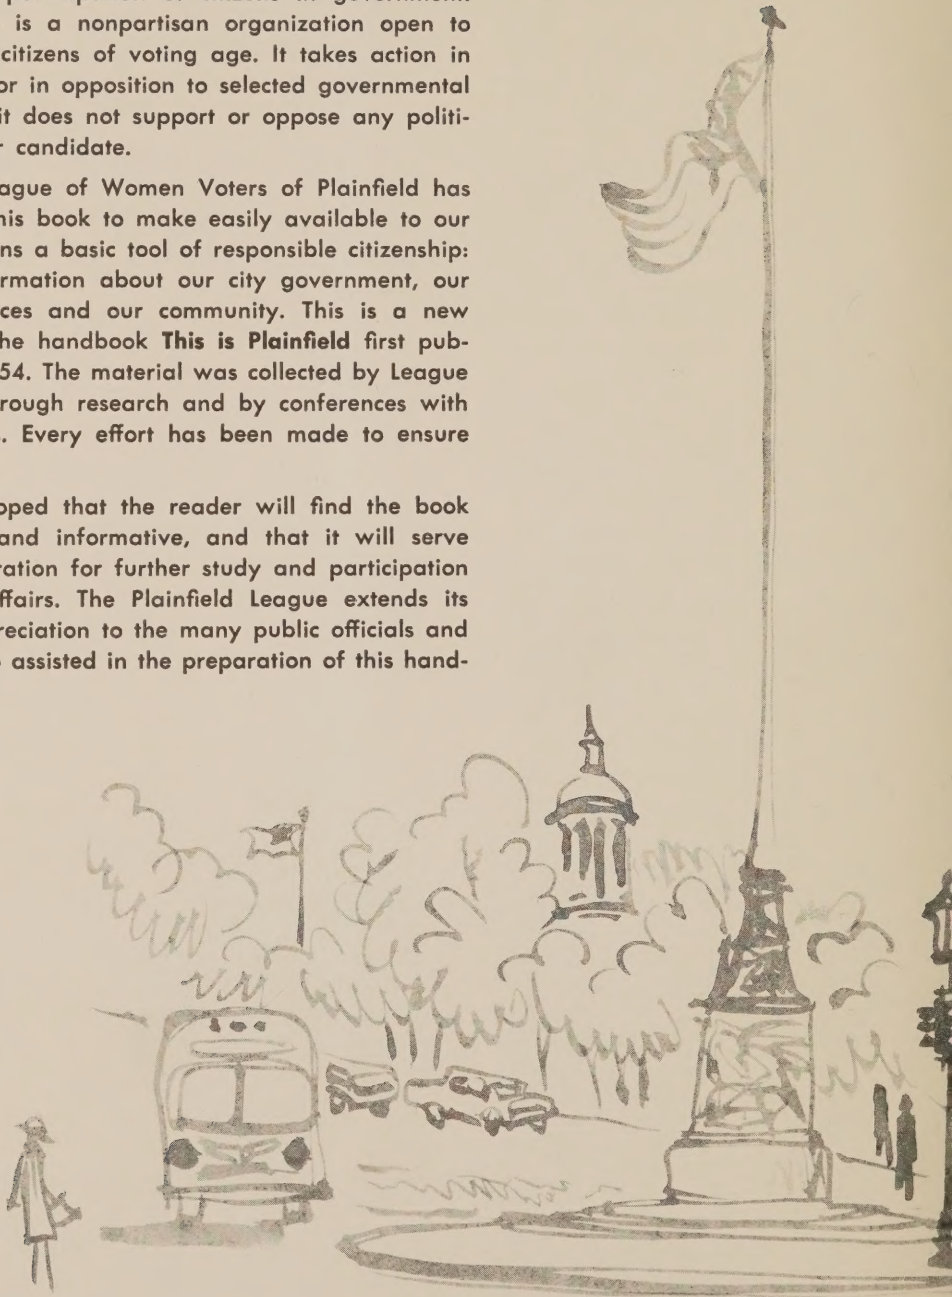 is a nonpartisan organization open to
citizens of voting age. It takes action in
or in opposition to selected governmental
it does not support or oppose any politi-
candidate.
ague of Women Voters of Plainfield has
his book to make easily available to our
ns a basic tool of responsible citizenship:
rmation about our city government, our
ces and our community. This is a new
he handbook This is Plainfield first pub-
54. The material was collected by League
rough research and by conferences with
. Every effort has been made to ensure
oped that the reader will find the book
and informative, and that it will serve
ration for further study and participation
ffairs. The Plainfield League extends its
reciation to the many public officials and
assisted in the preparation of this hand-